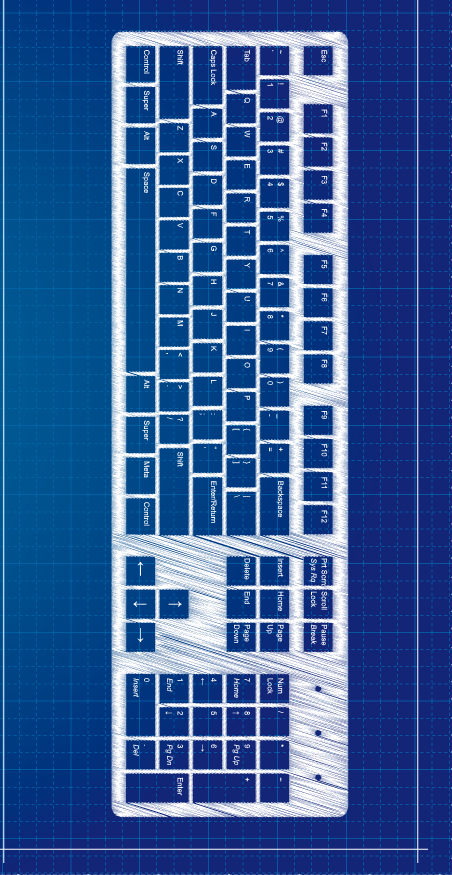 Esc F1 F2 F3 F4 F5 F6 F7 F8 F9 F10 F11 F12 Prt Scrn Scroll Pause
Sys Rq Lock Break
~ ! @ # $ % ^ & * ( ) _ + Backspace Insert Home Page Num / * -
` 1 2 3 4 5 6 7 8 9 0 - = Up Lock
Tab Q W E R T Y U I O P { } | Delete End Page 7 8 9 +
[ ] \ Down Home ↑ Pg Up
Caps Lock A S D F G H J K L : " Enter/Return 4 5 6
; ' ← →
Shift Z X C V B N M < > ? Shift ↑ 1 2 3 Enter
, . / End ↓ Pg Dn
Control Super Alt Space Alt Super Meta Control ← ↓ → 0 .
Insert Del